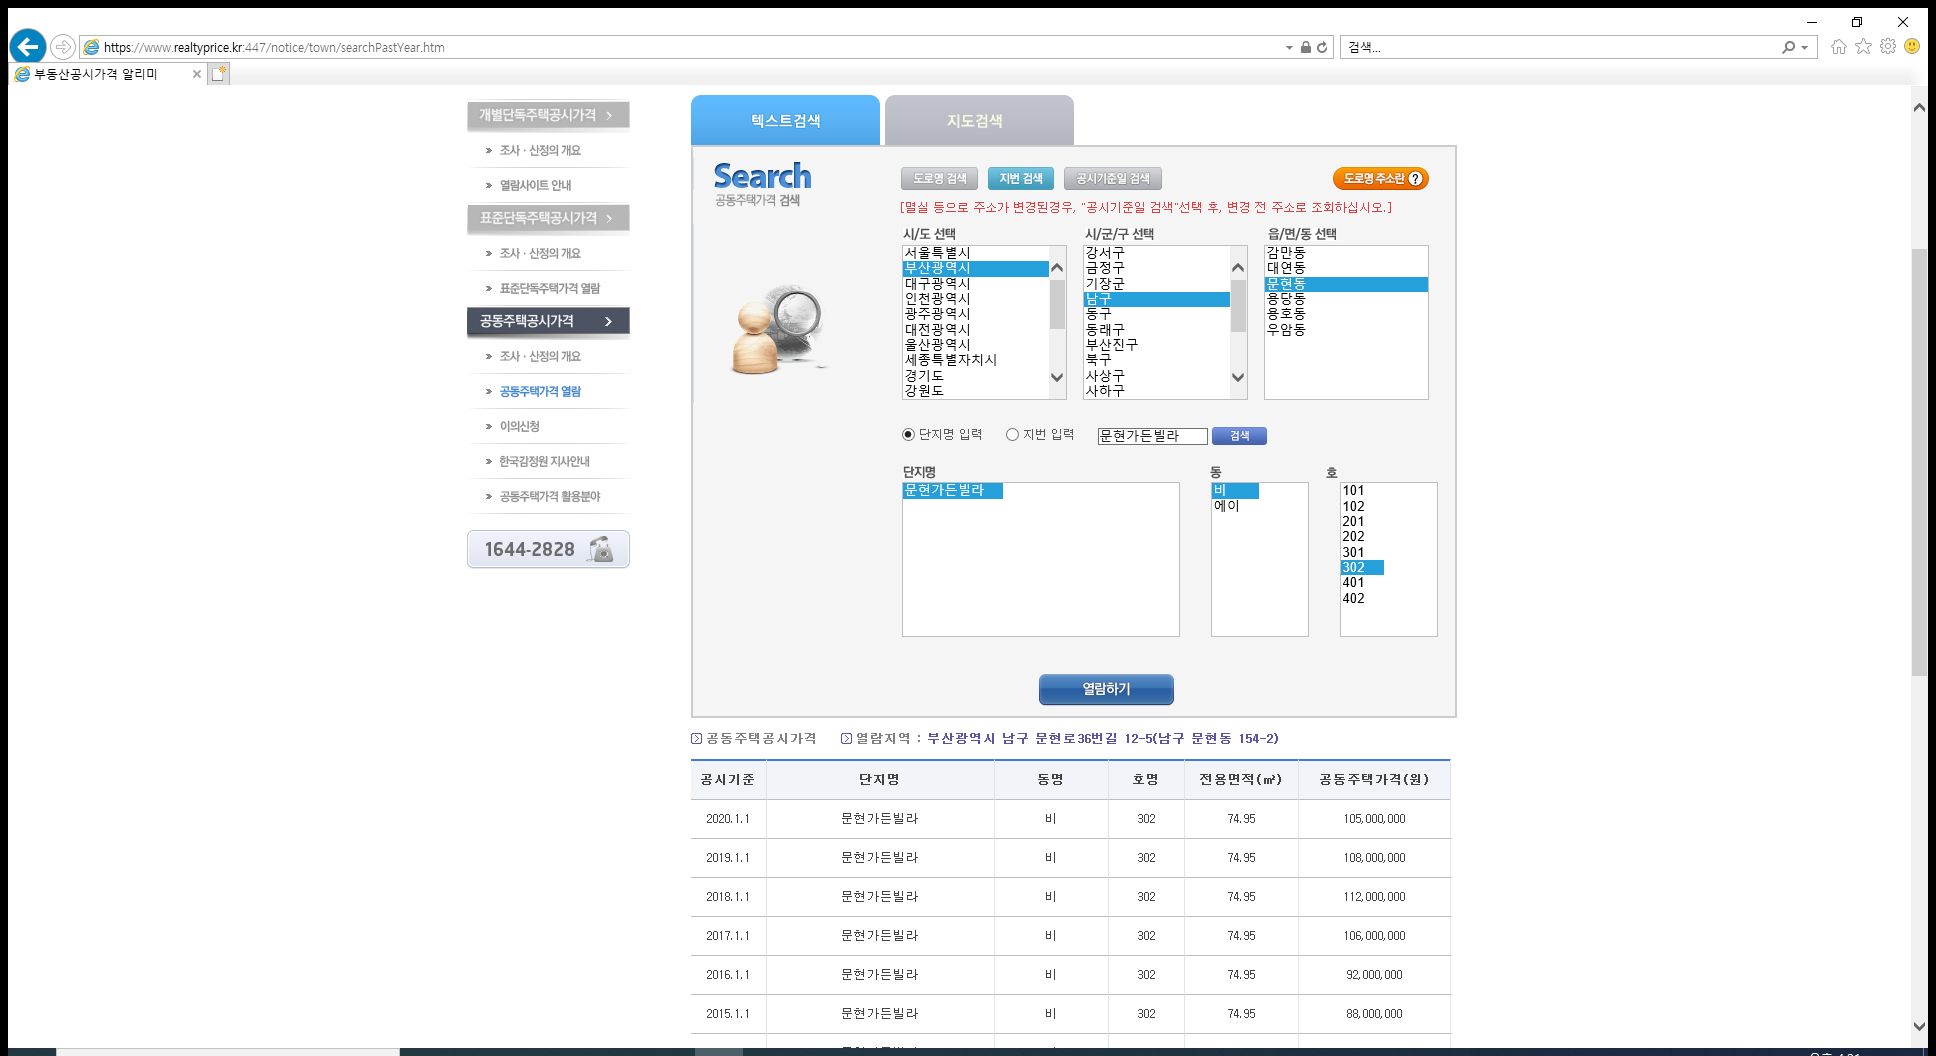 https://www.realtyprice.kr:447/notice/town/searchPastYear.htm
검색...
부동산공시가격 알리미
개별단독주택공시가격
조사·산정의 개요
열람사이트 안내
표준단독주택공시가격
조사·산정의 개요
표준단독주택가격 열람
공동주택공시가격
조사·산정의 개요
공동주택가격 열람
이의신청
한국감정원 지사안내
공동주택가격 활용분야
1644-2828
텍스트검색 지도검색
Search
공동주택가격 검색
도로명 검색 지번 검색 공시기준일 검색 도로명 주소란 ?
[멸실 등으로 주소가 변경된경우, "공시기준일 검색"선택 후, 변경 전 주소로 조회하십시오.]
시/도 선택
서울특별시
부산광역시
대구광역시
인천광역시
광주광역시
대전광역시
울산광역시
세종특별자치시
경기도
강원도
시/군/구 선택
강서구
금정구
기장군
남구
동구
동래구
부산진구
북구
사상구
사하구
읍/면/동 선택
감만동
대연동
문현동
용당동
용호동
우암동
단지명 입력 지번 입력 문현가든빌라 검색
단지명
문현가든빌라
동
비
에이
호
101
102
201
202
301
302
401
402
열람하기
공동주택공시가격 열람지역 : 부산광역시 남구 문현로36번길 12-5(남구 문현동 154-2)
공시기준 단지명 동명 호명 전용면적(㎡) 공동주택가격(원)
2020.1.1 문현가든빌라 비 302 74.95 105,000,000
2019.1.1 문현가든빌라 비 302 74.95 108,000,000
2018.1.1 문현가든빌라 비 302 74.95 112,000,000
2017.1.1 문현가든빌라 비 302 74.95 106,000,000
2016.1.1 문현가든빌라 비 302 74.95 92,000,000
2015.1.1 문현가든빌라 비 302 74.95 88,000,000